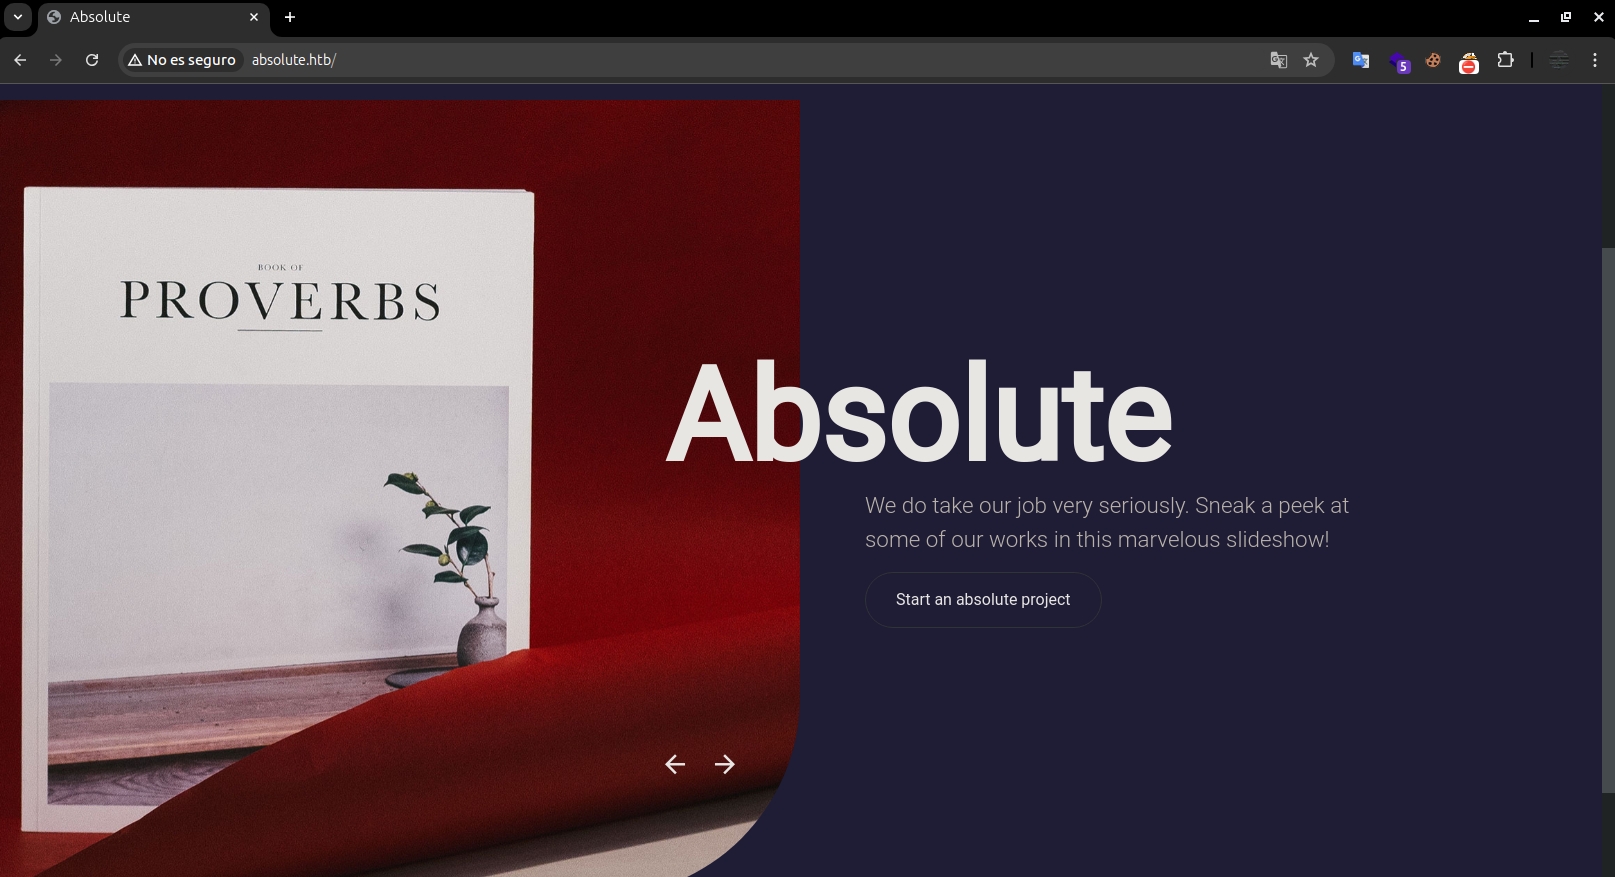 Absolute
No es seguro
absolute.htb/
5
BOOK OF
PROVERBS
Absolute
We do take our job very seriously. Sneak a peek at
some of our works in this marvelous slideshow!
Start an absolute project